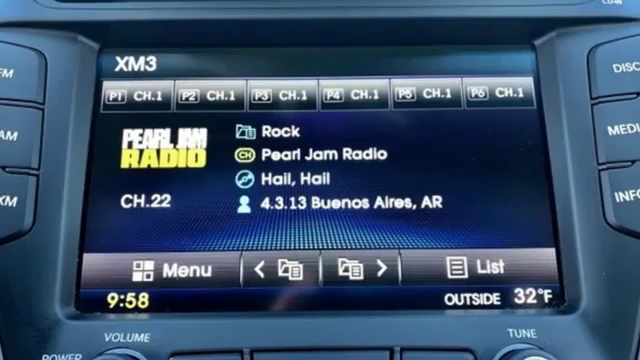 XM3
P1 CH.1 P2 CH.1 P3 CH.1 P4 CH.1 P5 CH.1 P6 CH.1
PEARL JAM
RADIO
CH.22
Rock
CH Pearl Jam Radio
Hail, Hail
4.3.13 Buenos Aires, AR
Menu List
9:58 OUTSIDE 32°F
FM
AM
XM
DISC
MEDI
INFO
VOLUME
POWER
TUNE